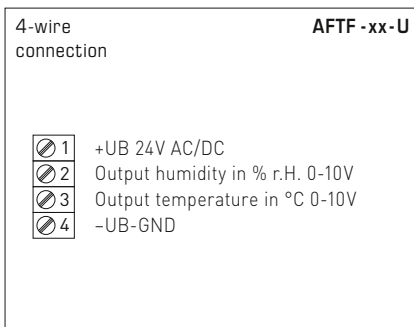 4-wire connection
AFTF -xx-U
1 +UB 24V AC/DC
2 Output humidity in % r.H. 0-10V
3 Output temperature in °C 0-10V
4 –UB-GND